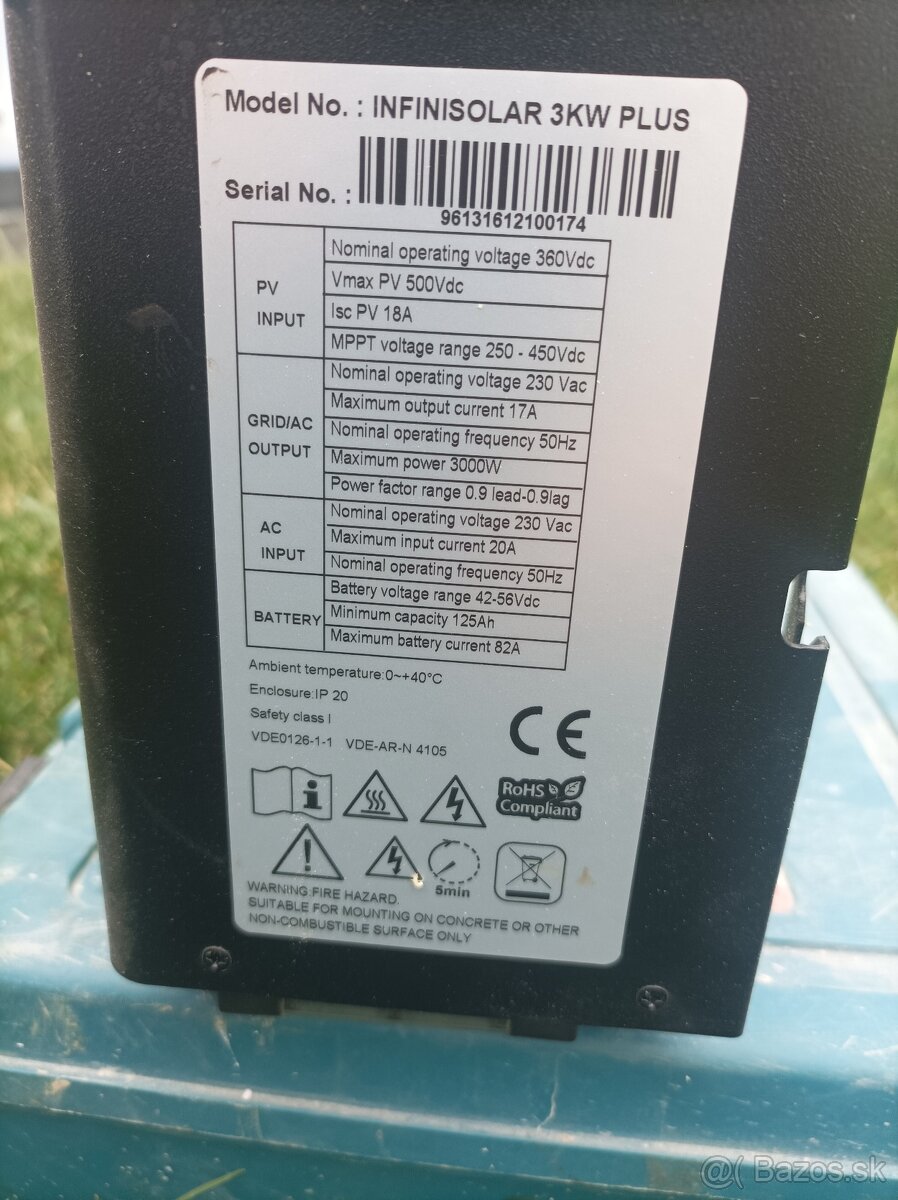 Model No. : INFINISOLAR 3KW PLUS
Serial No. :
96131612100174
PV INPUT
Nominal operating voltage 360Vdc
Vmax PV 500Vdc
Isc PV 18A
MPPT voltage range 250 - 450Vdc
GRID/AC OUTPUT
Nominal operating voltage 230 Vac
Maximum output current 17A
Nominal operating frequency 50Hz
Maximum power 3000W
Power factor range 0.9 lead-0.9lag
AC INPUT
Nominal operating voltage 230 Vac
Maximum input current 20A
Nominal operating frequency 50Hz
BATTERY
Battery voltage range 42-56Vdc
Minimum capacity 125Ah
Maximum battery current 82A
Ambient temperature:0~+40°C
Enclosure:IP 20
Safety class I
VDE0126-1-1 VDE-AR-N 4105
CE
RoHS
Compliant
5min
WARNING:FIRE HAZARD.
SUITABLE FOR MOUNTING ON CONCRETE OR OTHER
NON-COMBUSTIBLE SURFACE ONLY
@( Bazos.sk